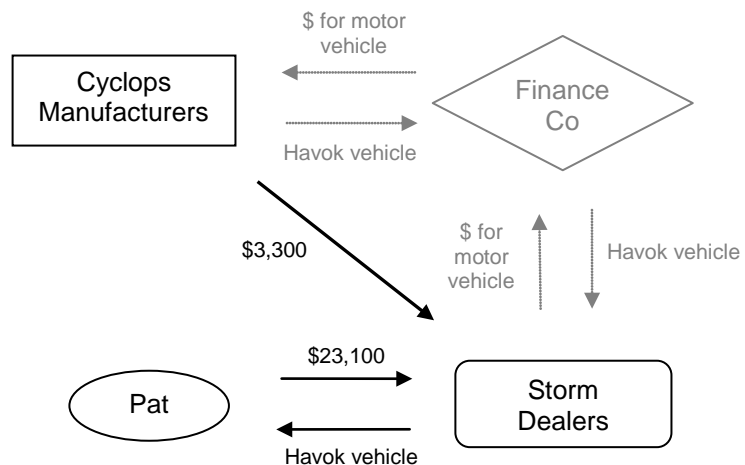 $ for motor
vehicle
Cyclops
Manufacturers
Finance
Co
Havok vehicle
$3,300
$ for
motor
vehicle
Havok vehicle
$23,100
Pat
Storm
Dealers
Havok vehicle